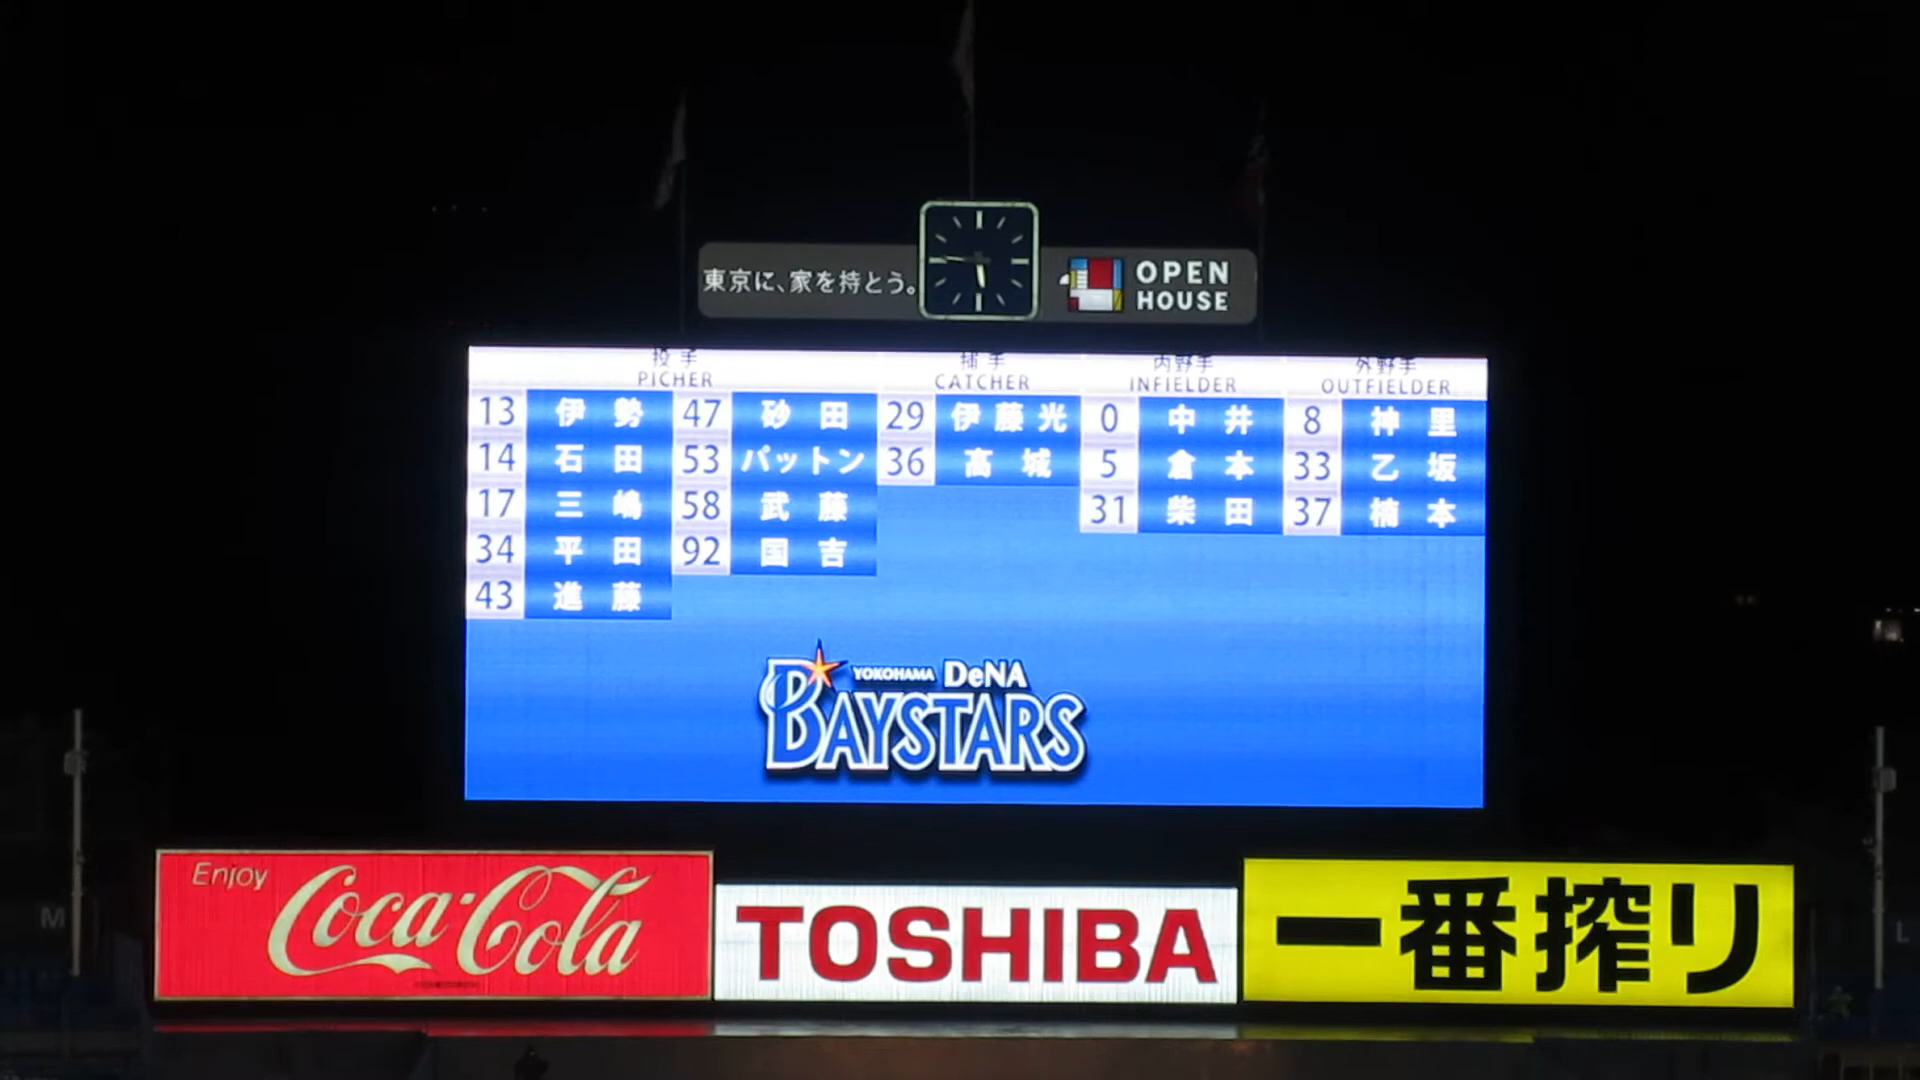 東京に、家を持とう。
OPEN
HOUSE
投手 捕手 内野手 外野手
PICHER CATCHER INFIELDER OUTFIELDER
13 伊勢 47 砂田 29 伊藤光 0 中井 8 神里
14 石田 53 パットン 36 高城 5 倉本 33 乙坂
17 三嶋 58 武藤 31 柴田 37 楠本
34 平田 92 国吉
43 進藤
YOKOHAMA DeNA
BAYSTARS
Enjoy
Coca-Cola
TOSHIBA
一番搾り
M
L